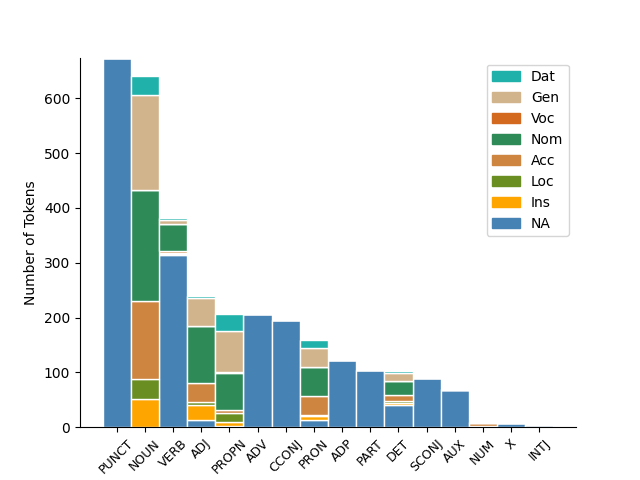 Dat
Gen
Voc
Nom
Acc
Loc
Ins
NA
Number of Tokens
600
500
400
300
200
100
0
PUNCT NOUN VERB ADJ PROPN ADV CCONJ PRON ADP PART DET SCONJ AUX NUM X INTJ